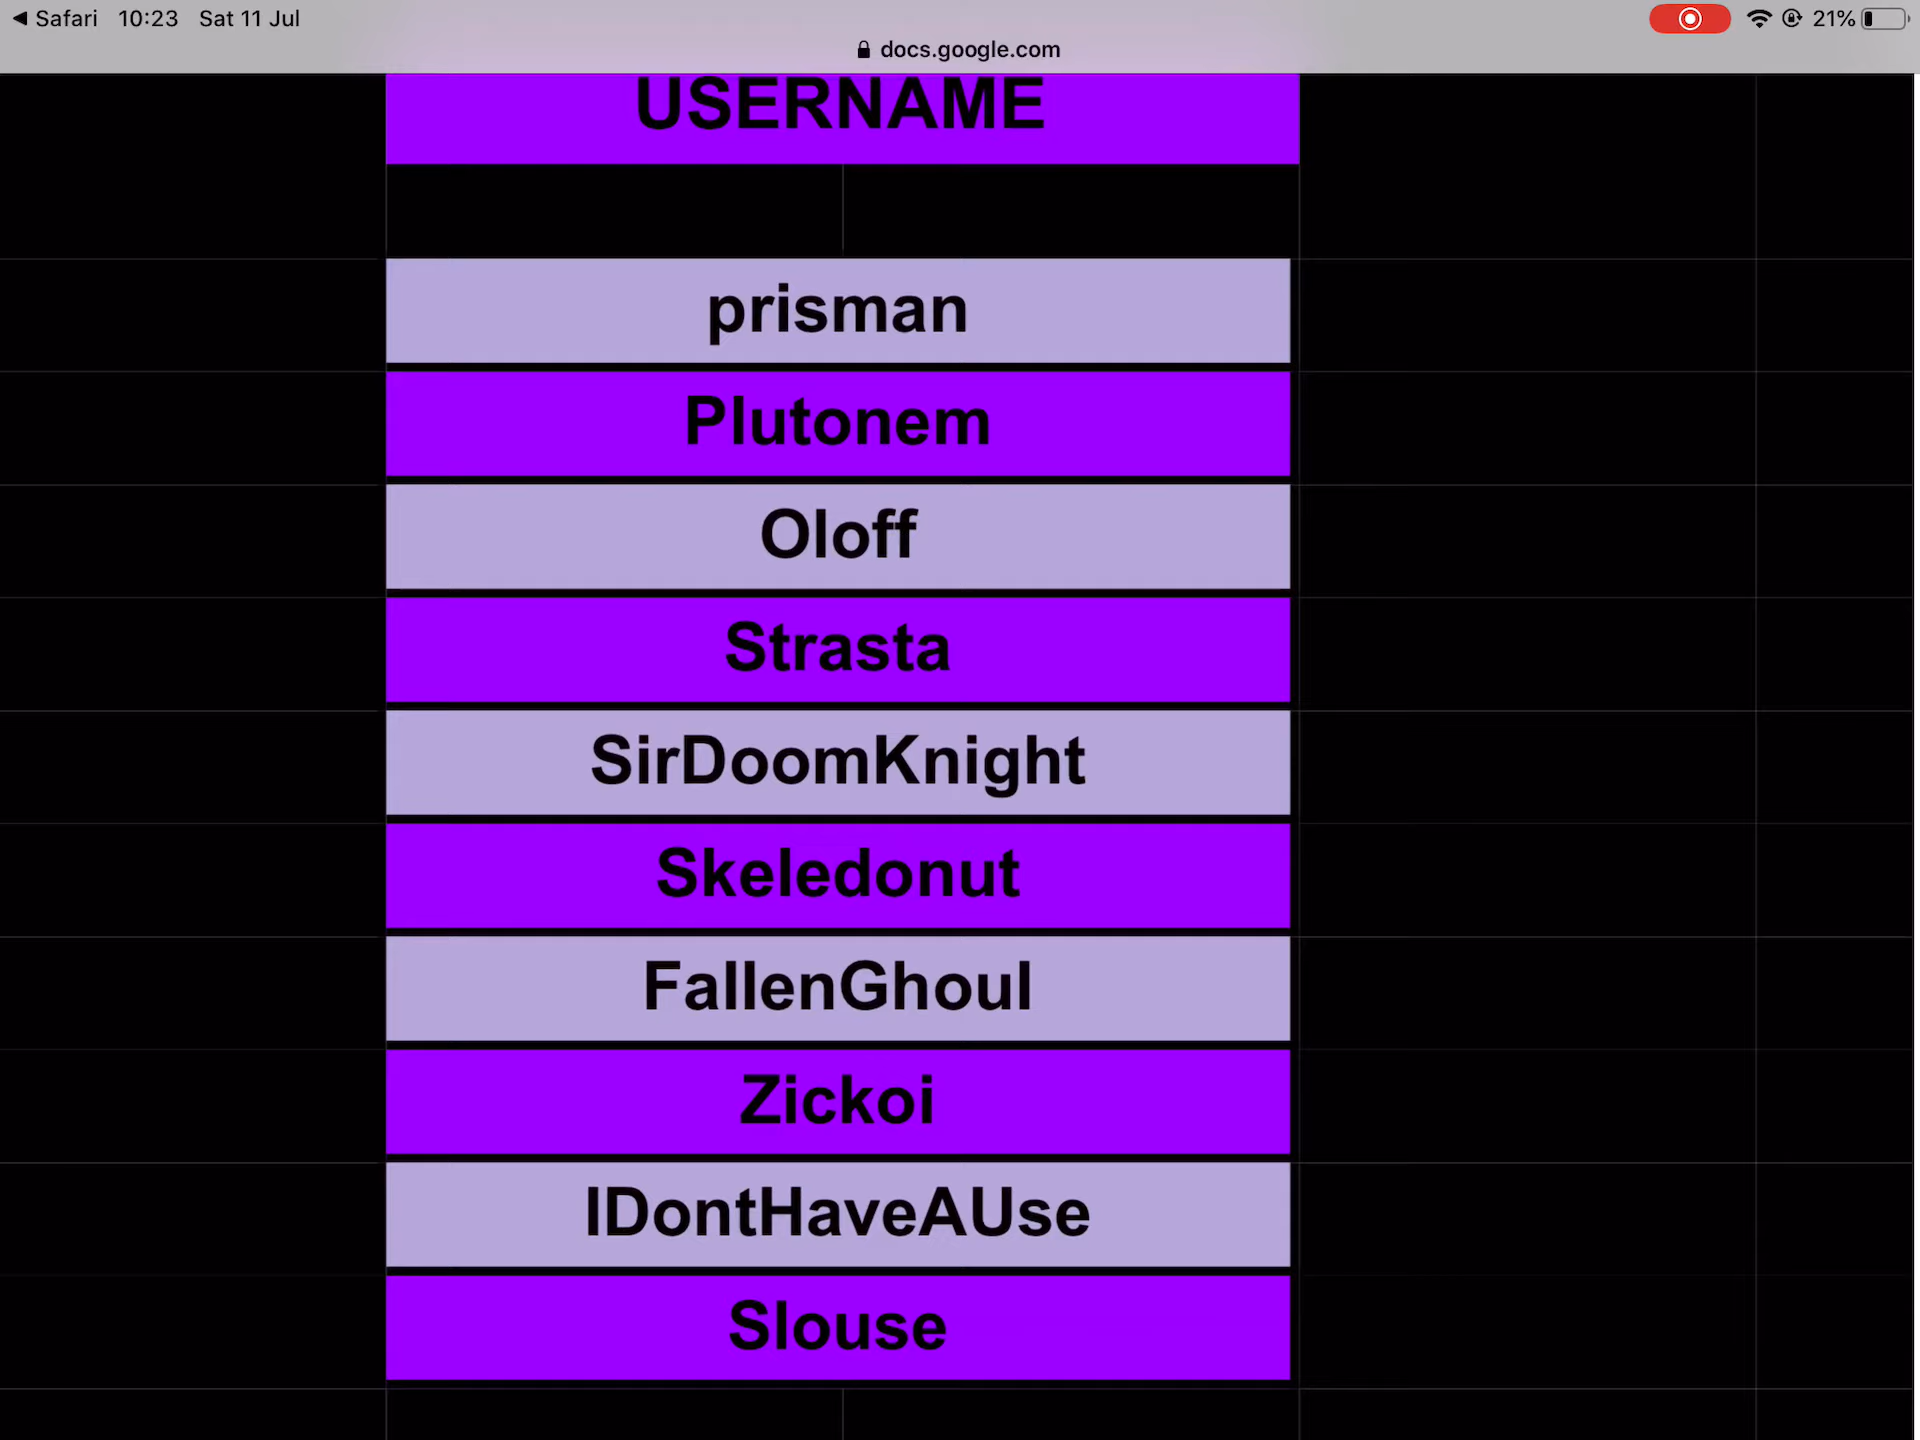 Safari 10:23 Sat 11 Jul 21%
docs.google.com
USERNAME
prisman
Plutonem
Oloff
Strasta
SirDoomKnight
Skeledonut
FallenGhoul
Zickoi
IDontHaveAUse
Slouse